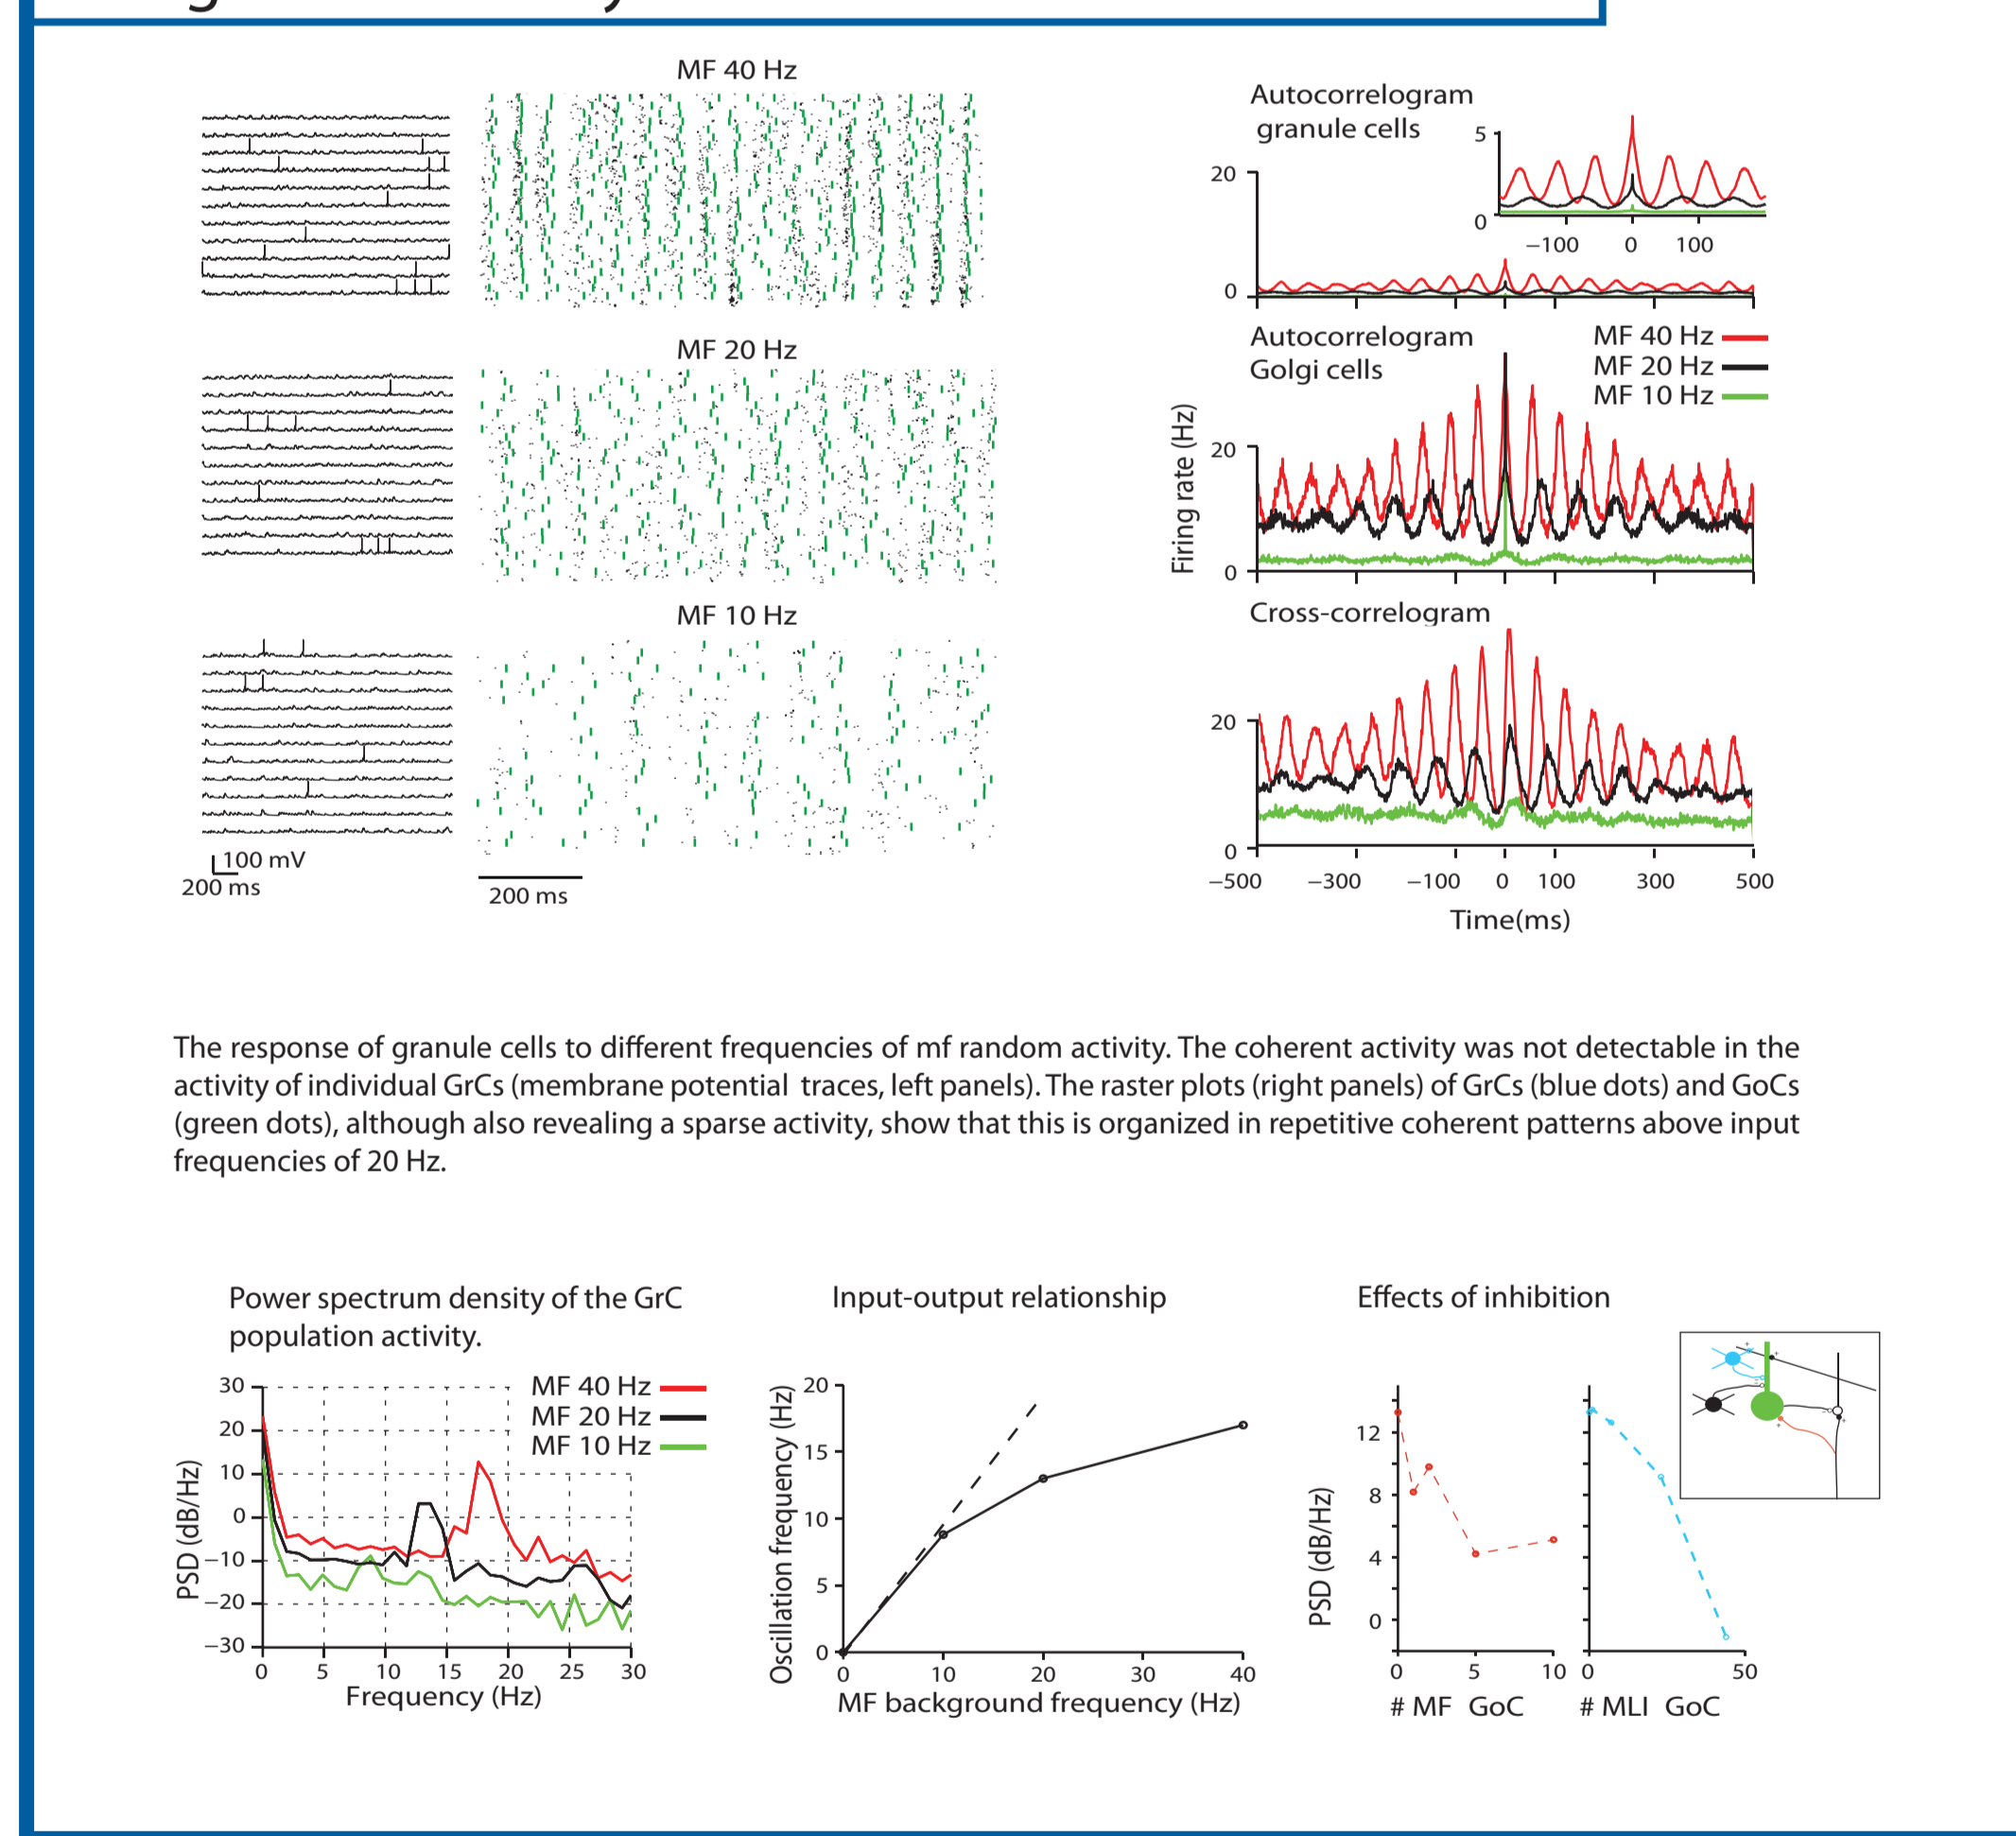 MF 40 Hz
MF 20 Hz
MF 10 Hz
100 mV
200 ms
200 ms
Autocorrelogram
granule cells
5
0
−100 0 100
20
0
Autocorrelogram
Golgi cells
MF 40 Hz
MF 20 Hz
MF 10 Hz
Firing rate (Hz)
20
0
Cross-correlogram
20
0
−500 −300 −100 0 100 300 500
Time(ms)
The response of granule cells to different frequencies of mf random activity. The coherent activity was not detectable in the
activity of individual GrCs (membrane potential traces, left panels). The raster plots (right panels) of GrCs (blue dots) and GoCs
(green dots), although also revealing a sparse activity, show that this is organized in repetitive coherent patterns above input
frequencies of 20 Hz.
Power spectrum density of the GrC
population activity.
MF 40 Hz
MF 20 Hz
MF 10 Hz
PSD (dB/Hz)
30
20
10
0
−10
−20
−30
0 5 10 15 20 25 30
Frequency (Hz)
Input-output relationship
Oscillation frequency (Hz)
20
15
10
5
0
0 10 20 30 40
MF background frequency (Hz)
Effects of inhibition
PSD (dB/Hz)
12
8
4
0
0 5 10
# MF GoC
0 50
# MLI GoC